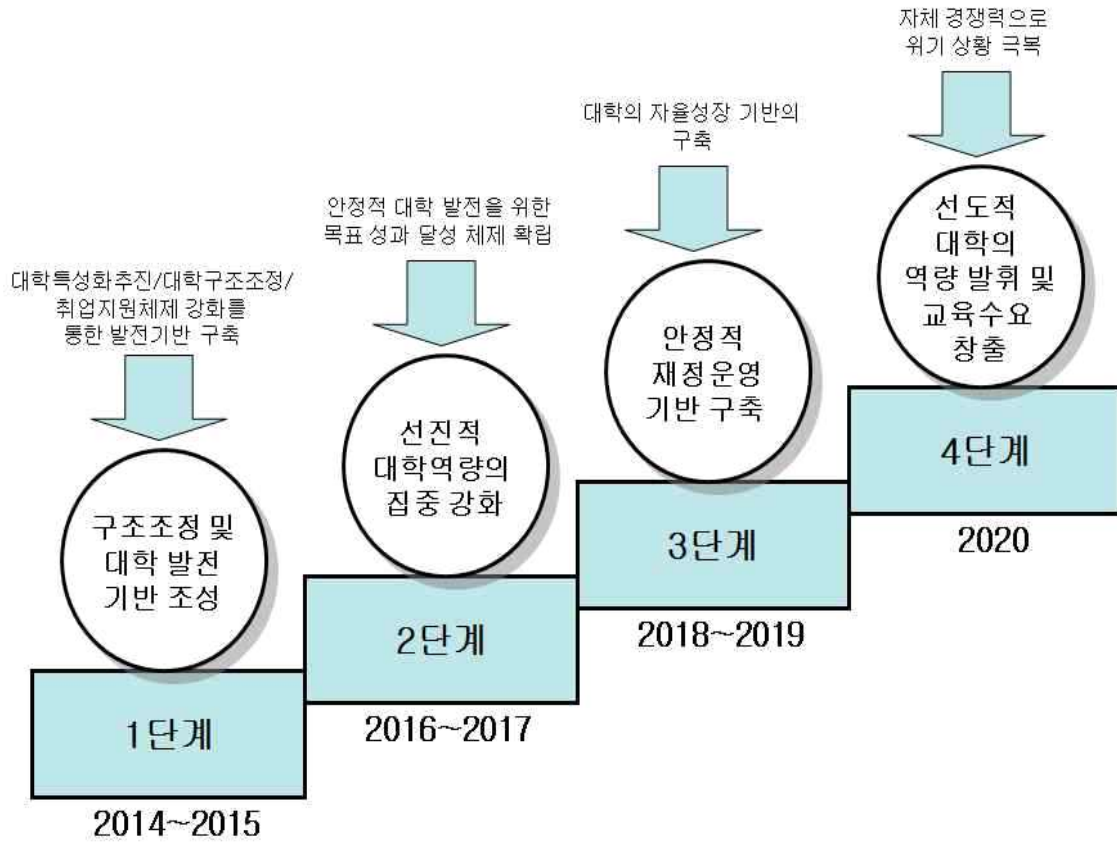 대학특성화추진/대학구조조정/
취업지원체제 강화를
통한 발전기반 구축
구조조정 및
대학 발전
기반 조성
1단계
2014~2015
안정적 대학 발전을 위한
목표 성과 달성 체제 확립
선진적
대학역량의
집중 강화
2단계
2016~2017
대학의 자율성장 기반의
구축
안정적
재정운영
기반 구축
3단계
2018~2019
자체 경쟁력으로
위기 상황 극복
선도적
대학의
역량 발휘 및
교육수요
창출
4단계
2020